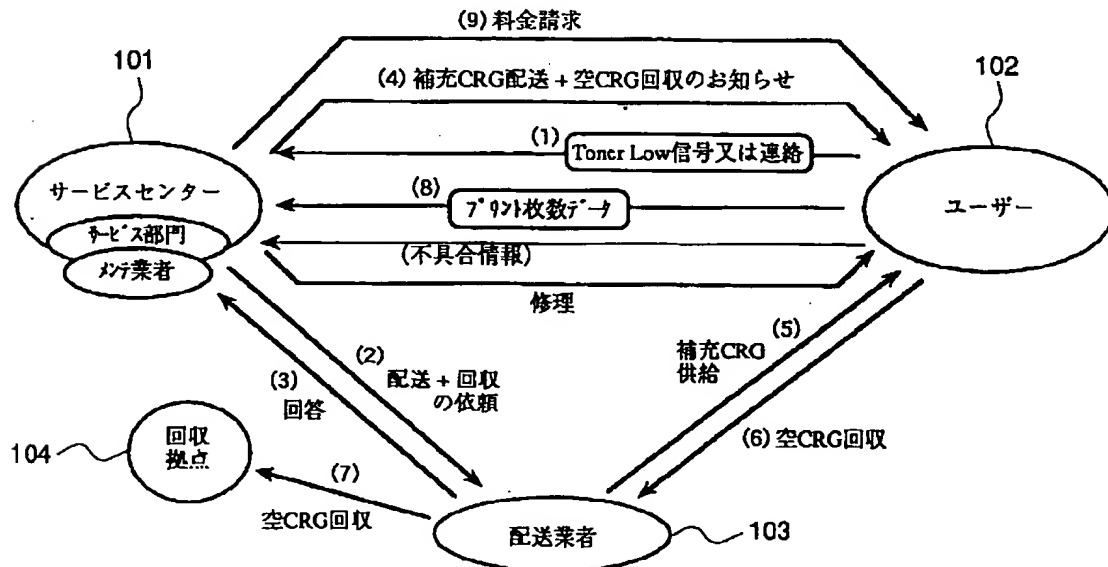 (9) 料金請求
101
102
(4) 補充CRG配送 + 空CRG回収のお知らせ
(1)
Toner Low信号又は連絡
サービスセンター
(8)
プリント枚数データ
ユーザー
サービス部門
(不具合情報)
メンテ業者
修理
(5)
補充CRG
供給
(2)
配送 + 回収
の依頼
(3)
回答
(6) 空CRG回収
回収
拠点
104
(7)
空CRG回収
配送業者
103